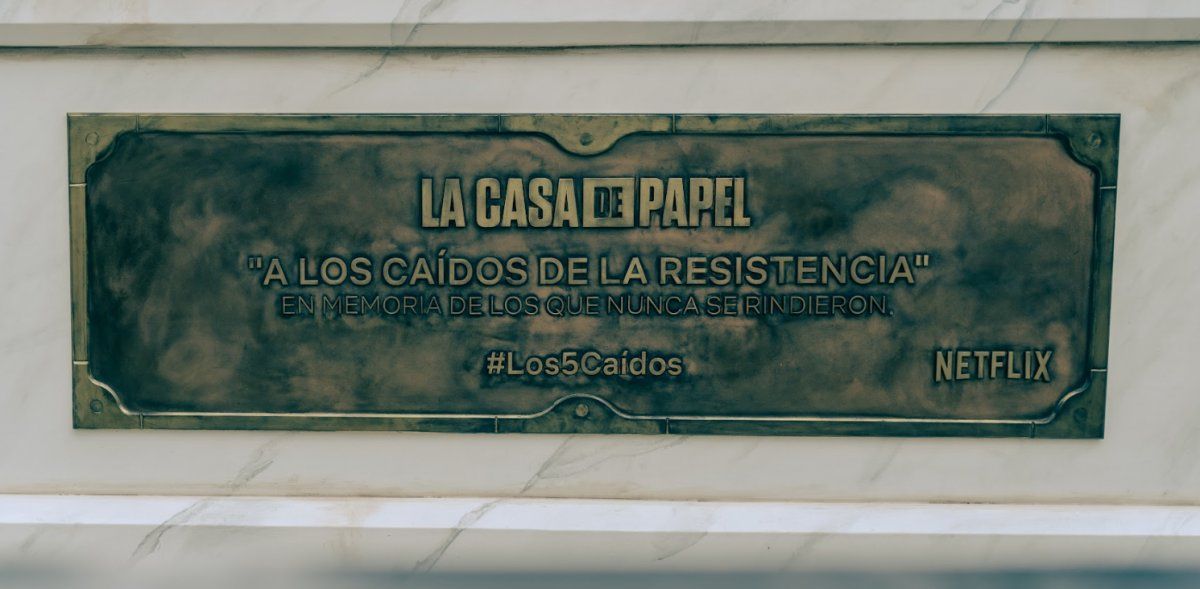 LA CASA DE PAPEL
"A LOS CAÍDOS DE LA RESISTENCIA"
EN MEMORIA DE LOS QUE NUNCA SE RINDIERON.
#Los5Caídos
NETFLIX